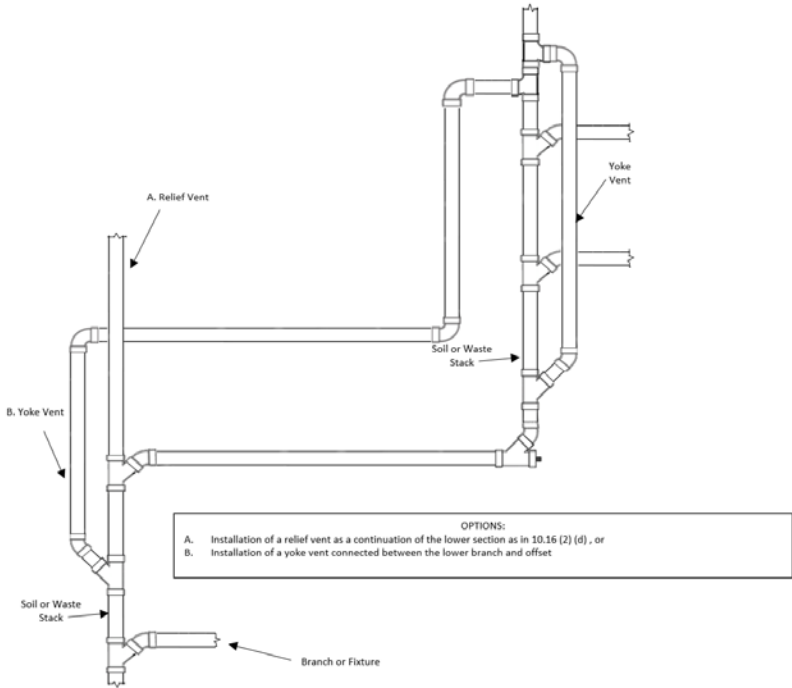 A. Relief Vent
Yoke
Vent
Soil or Waste
Stack
B. Yoke Vent
OPTIONS:
A. Installation of a relief vent as a continuation of the lower section as in 10.16 (2) (d) , or
B. Installation of a yoke vent connected between the lower branch and offset
Soil or Waste
Stack
Branch or Fixture